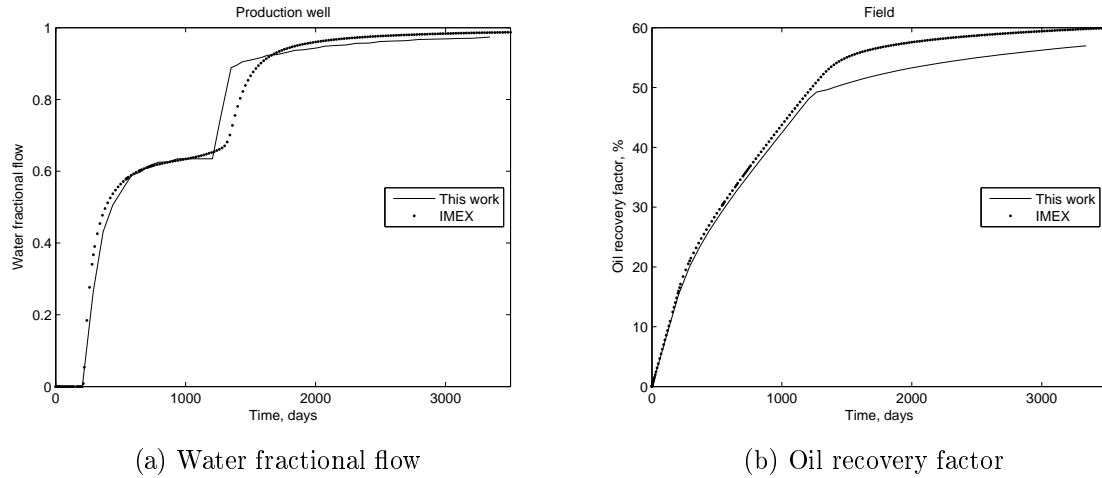 Production well
1
0.8
0.6
0.4
0.2
0
Water fractional flow
0
1000
2000
3000
Time, days
This work
IMEX
(a) Water fractional flow
Field
60
50
40
30
20
10
0
Oil recovery factor, %
0
1000
2000
3000
Time, days
This work
IMEX
(b) Oil recovery factor